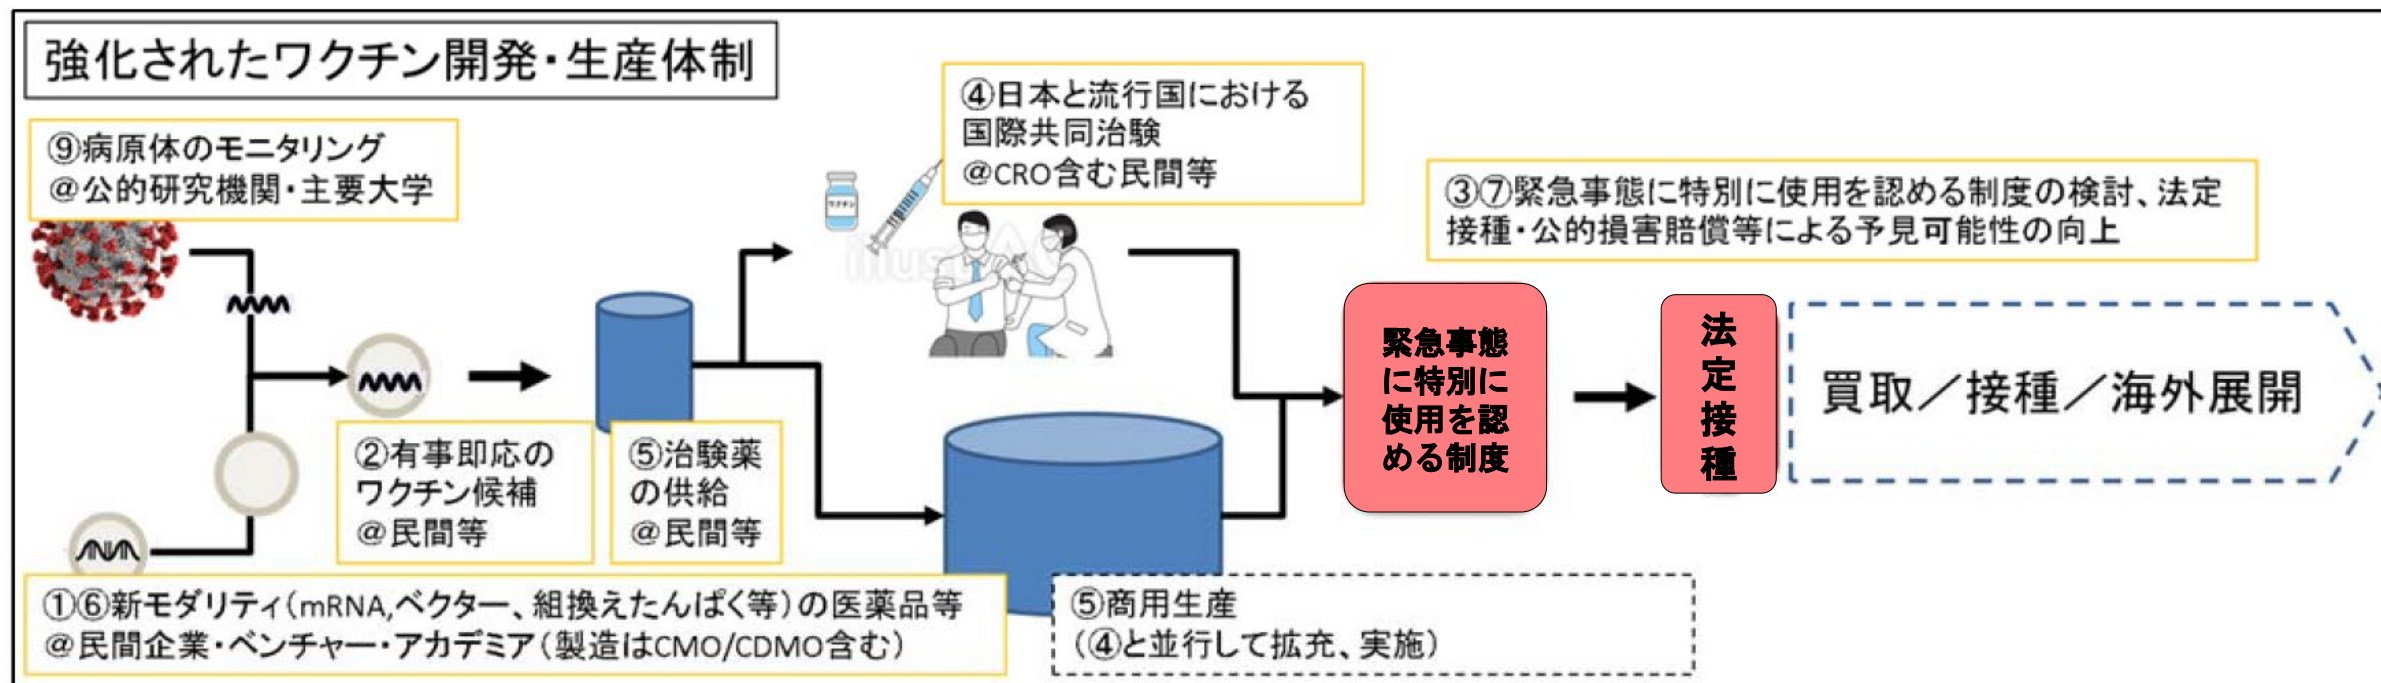 強化されたワクチン開発・生産体制
⑨病原体のモニタリング
＠公的研究機関・主要大学
④日本と流行国における
国際共同治験
＠CRO含む民間等
③⑦緊急事態に特別に使用を認める制度の検討、法定
接種・公的損害賠償等による予見可能性の向上
ワクチン
緊急事態
に特別に
使用を認
める制度
法定接種
買取／接種／海外展開
②有事即応の
ワクチン候補
＠民間等
⑤治験薬
の供給
＠民間等
①⑥新モダリティ（mRNA,ベクター、組換えたんぱく等）の医薬品等
＠民間企業・ベンチャー・アカデミア（製造はCMO/CDMO含む）
⑤商用生産
（④と並行して拡充、実施）